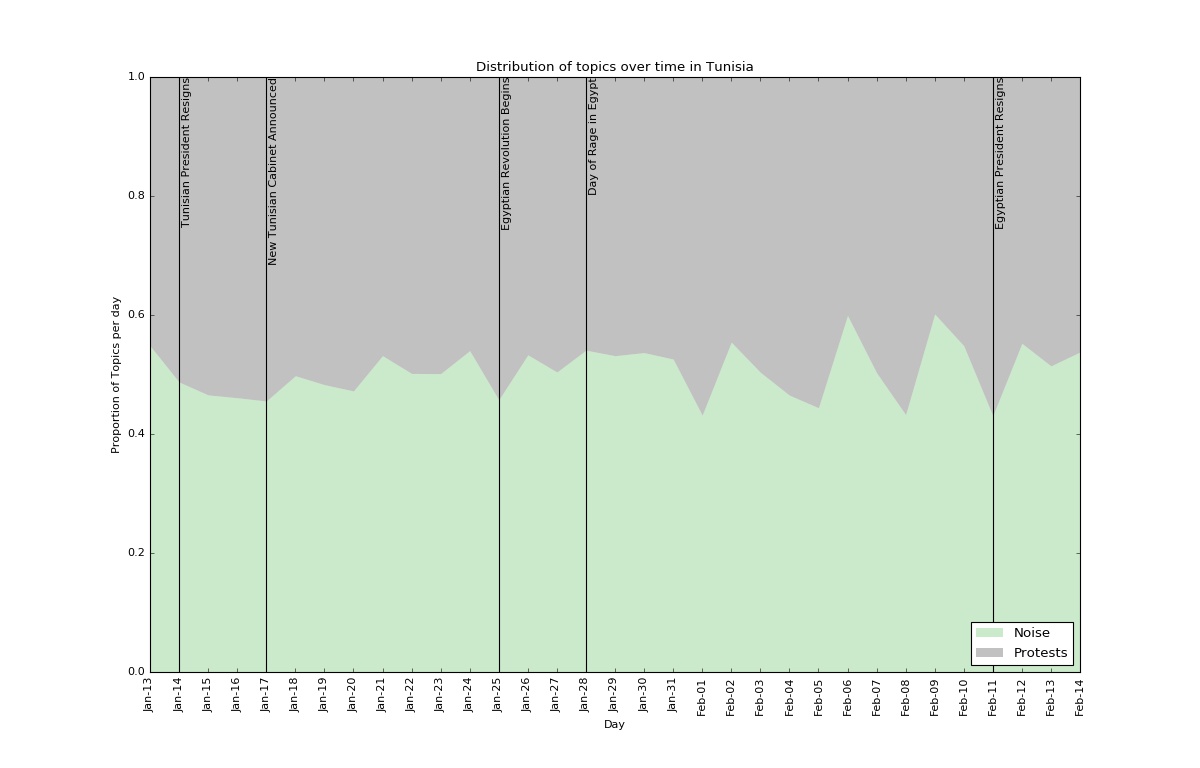 Distribution of topics over time in Tunisia
1.0
0.8
0.6
0.4
0.2
0.0
Proportion of Topics per day
Tunisian President Resigns
New Tunisian Cabinet Announced
Egyptian Revolution Begins
Day of Rage in Egypt
Egyptian President Resigns
Noise
Protests
Jan-13
Jan-14
Jan-15
Jan-16
Jan-17
Jan-18
Jan-19
Jan-20
Jan-21
Jan-22
Jan-23
Jan-24
Jan-25
Jan-26
Jan-27
Jan-28
Jan-29
Jan-30
Jan-31
Feb-01
Feb-02
Feb-03
Feb-04
Feb-05
Feb-06
Feb-07
Feb-08
Feb-09
Feb-10
Feb-11
Feb-12
Feb-13
Feb-14
Day